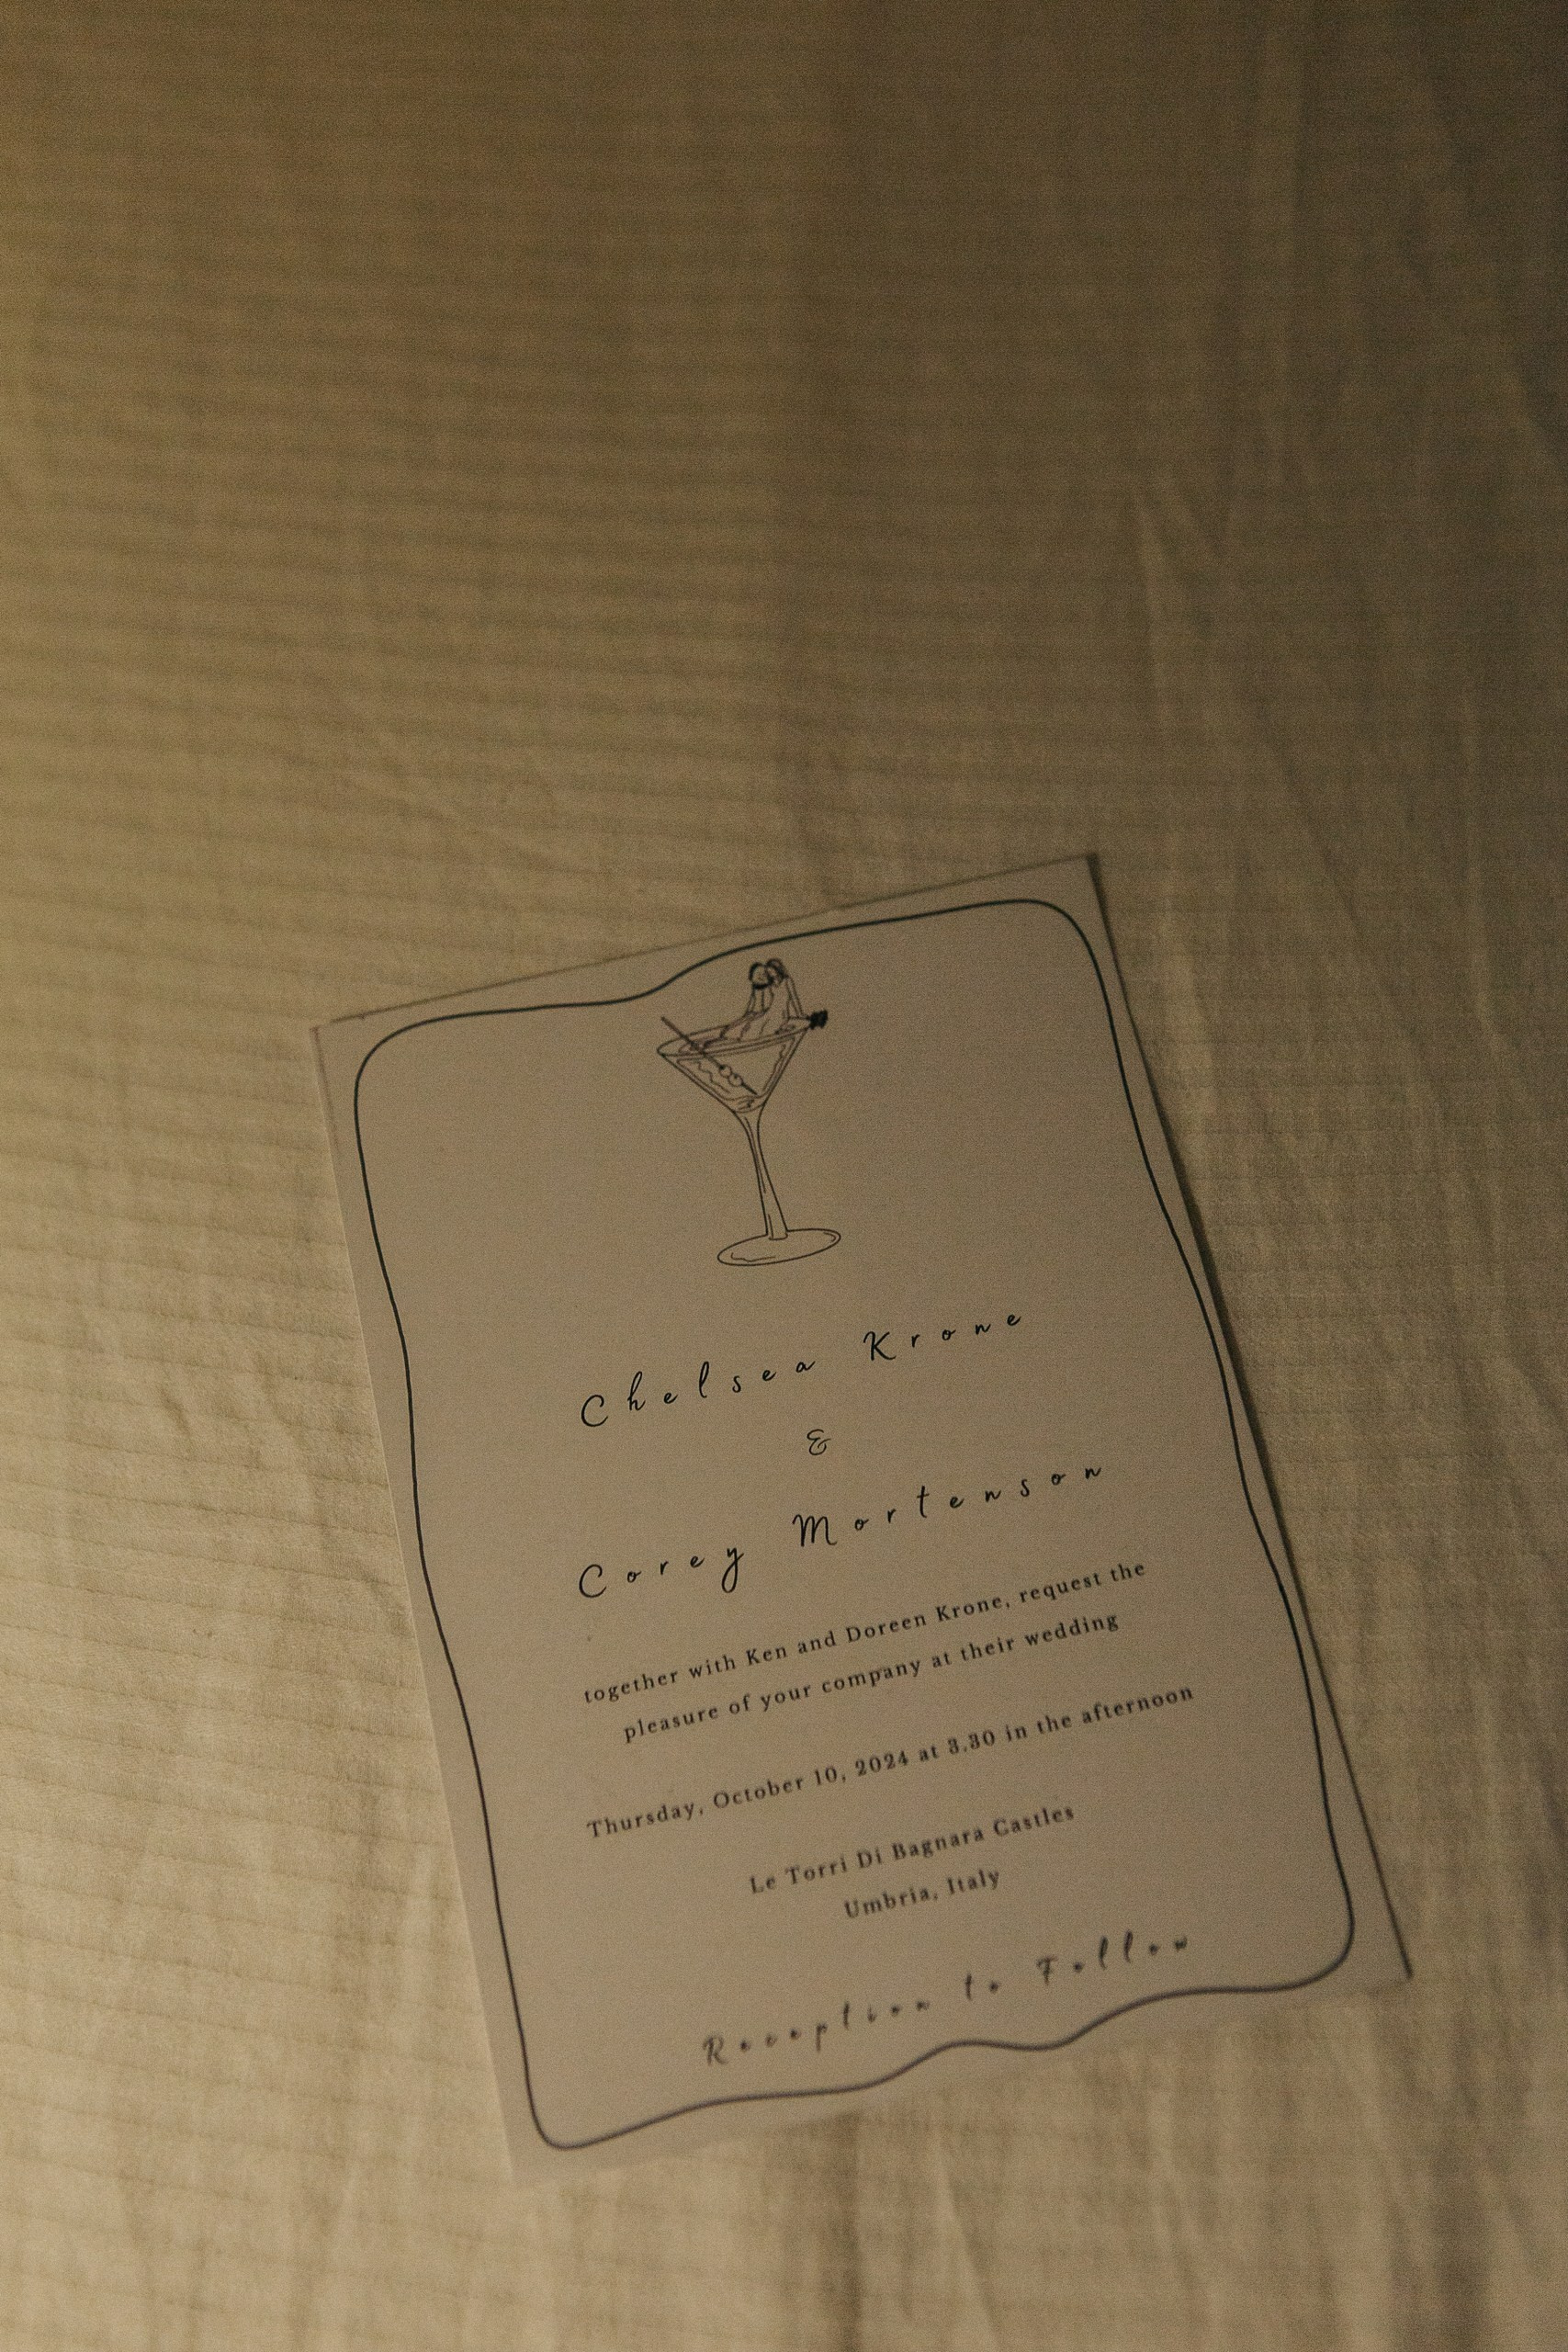 Chelsea Krone
&
Corey Mortenson
together with Ken and Doreen Krone, request the
pleasure of your company at their wedding
Thursday, October 10, 2024 at 3.30 in the afternoon
Le Torri Di Bagnara Castles
Umbria, Italy
Reception to Follow